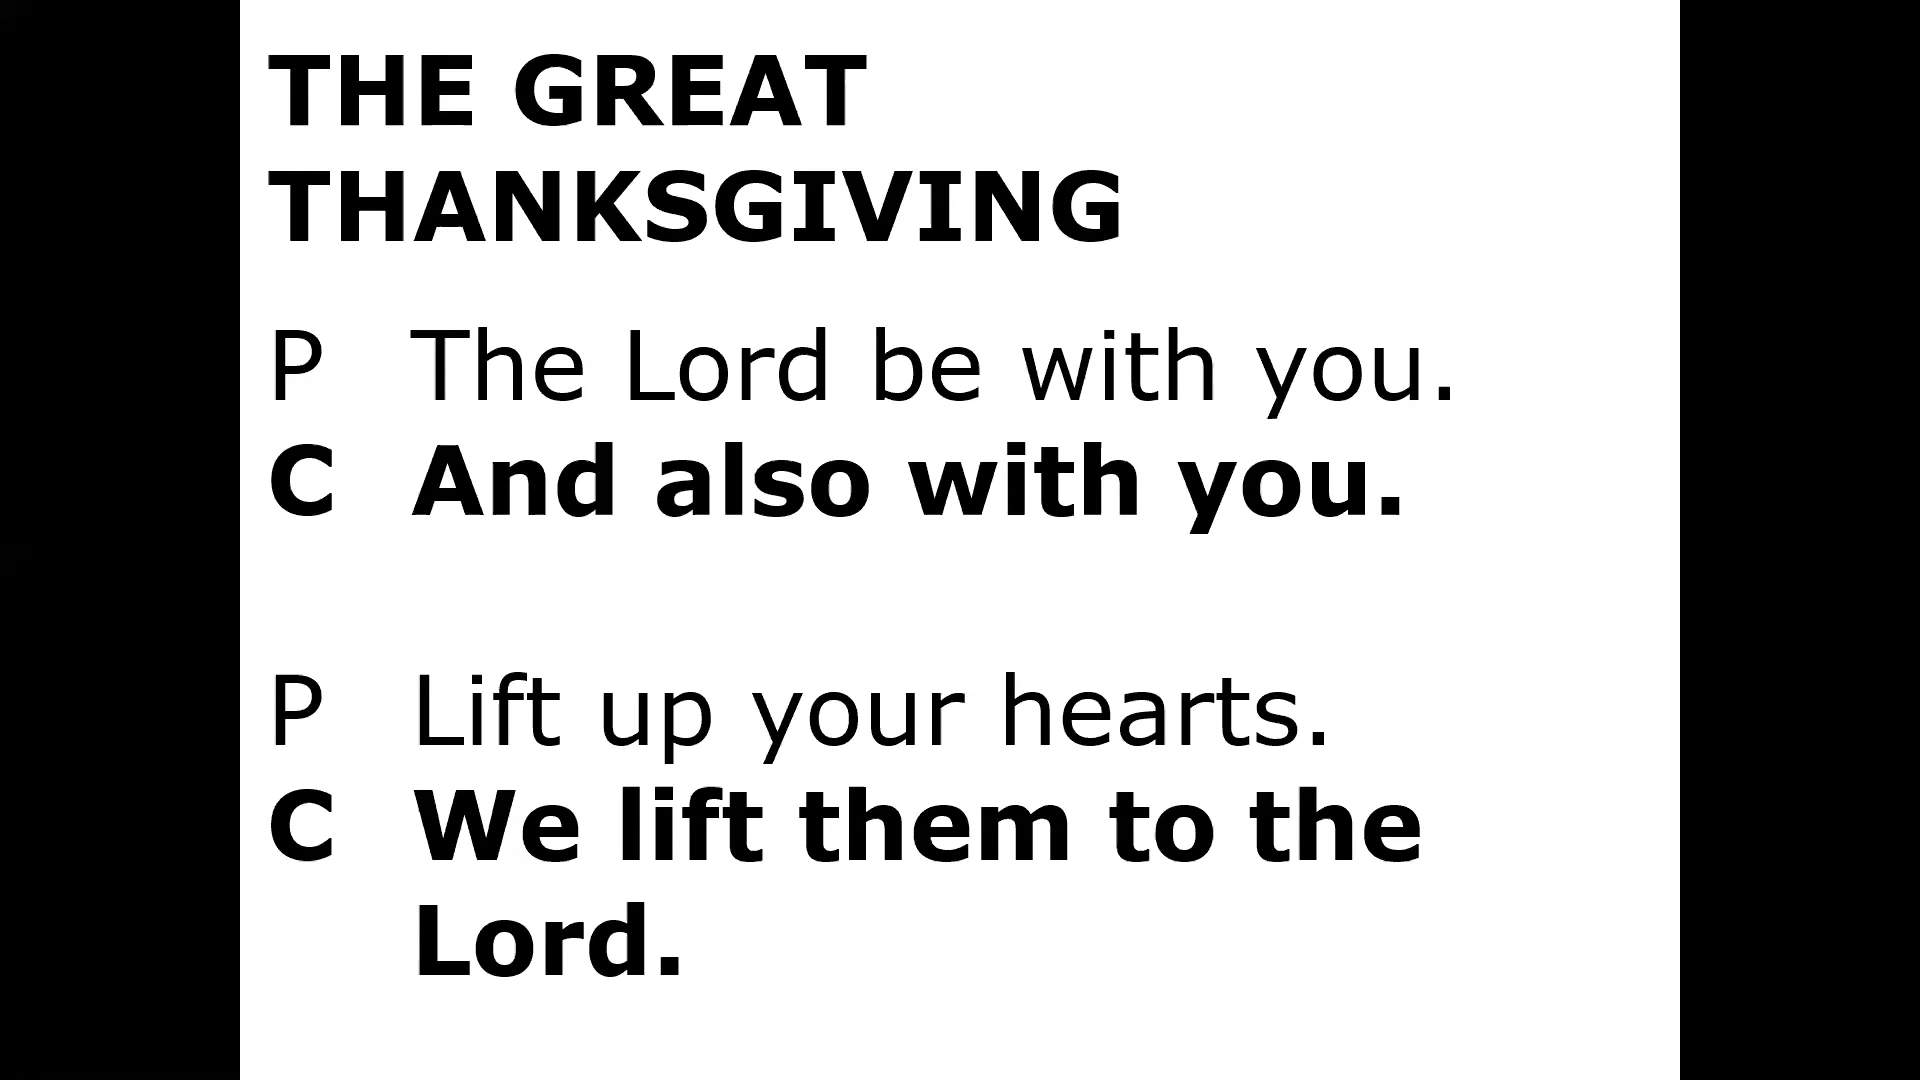 THE GREAT
THANKSGIVING
P The Lord be with you.
C And also with you.
P Lift up your hearts.
C We lift them to the
Lord.